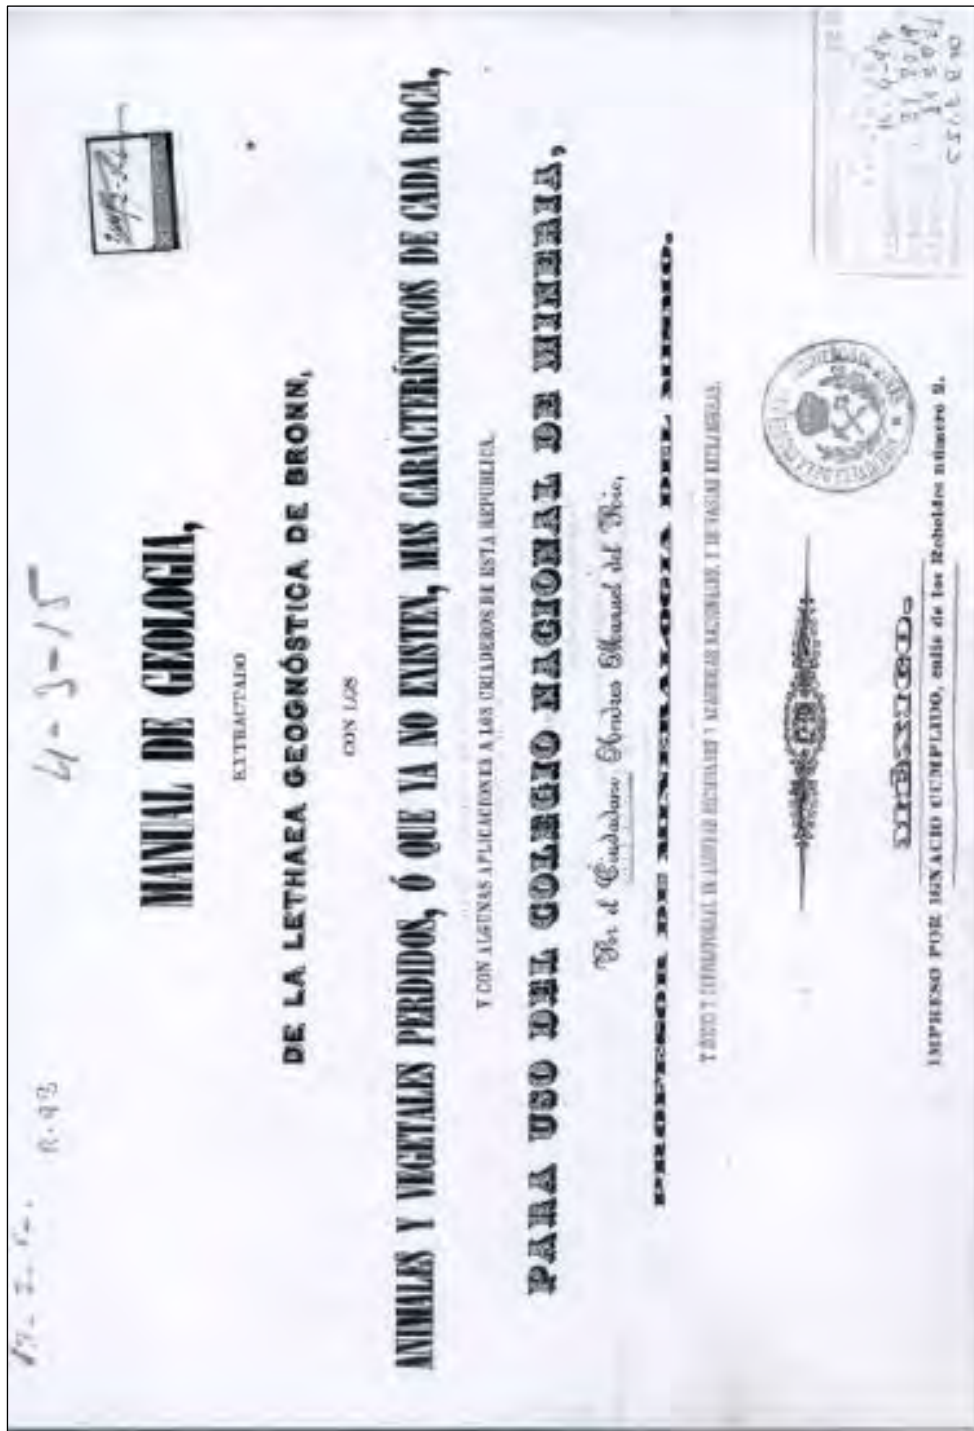 4-3-15
R-93
MANUAL DE GEOLOGIA,
EXTRACTADO
DE LA LETHAEA GEOGNÓSTICA DE BRONN,
CON LOS
ANIMALES Y VEGETALES PERDIDOS, Ó QUE YA NO EXISTEN, MAS CARACTERÍSTICOS DE CADA ROCA,
Y CON ALGUNAS APLICACIONES A LOS CRIADEROS DE ESTA REPUBLICA,
PARA USO DEL COLEGIO NACIONAL DE MINERIA,
Por el Ciudadano Andres Manuel del Rio,
PROFESOR DE MINERALOGIA DEL MISMO,
MEXICO.
IMPRESO POR IGNACIO CUMPLIDO, calle de los Rebeldes número 2.